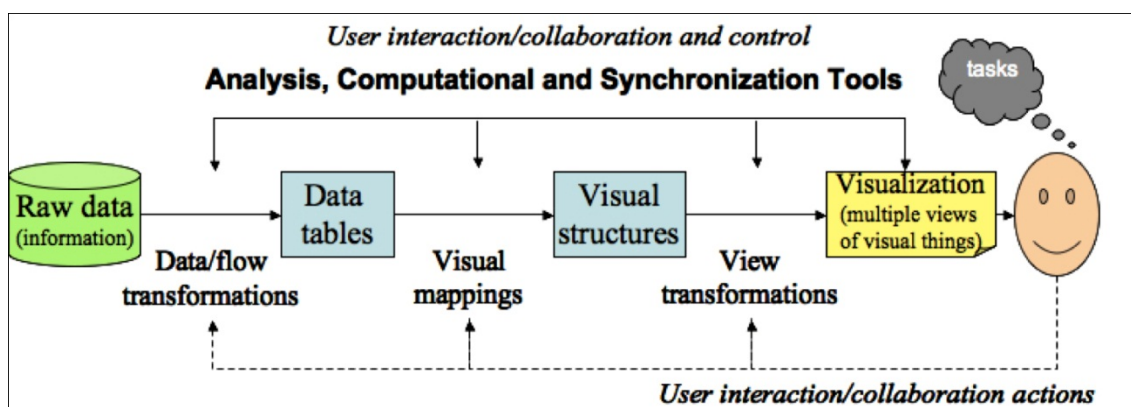 User interaction/collaboration and control
Analysis, Computational and Synchronization Tools
tasks
Raw data
(information)
Data
tables
Visual
structures
Visualization
(multiple views
of visual things)
Data/flow
transformations
Visual
mappings
View
transformations
User interaction/collaboration actions